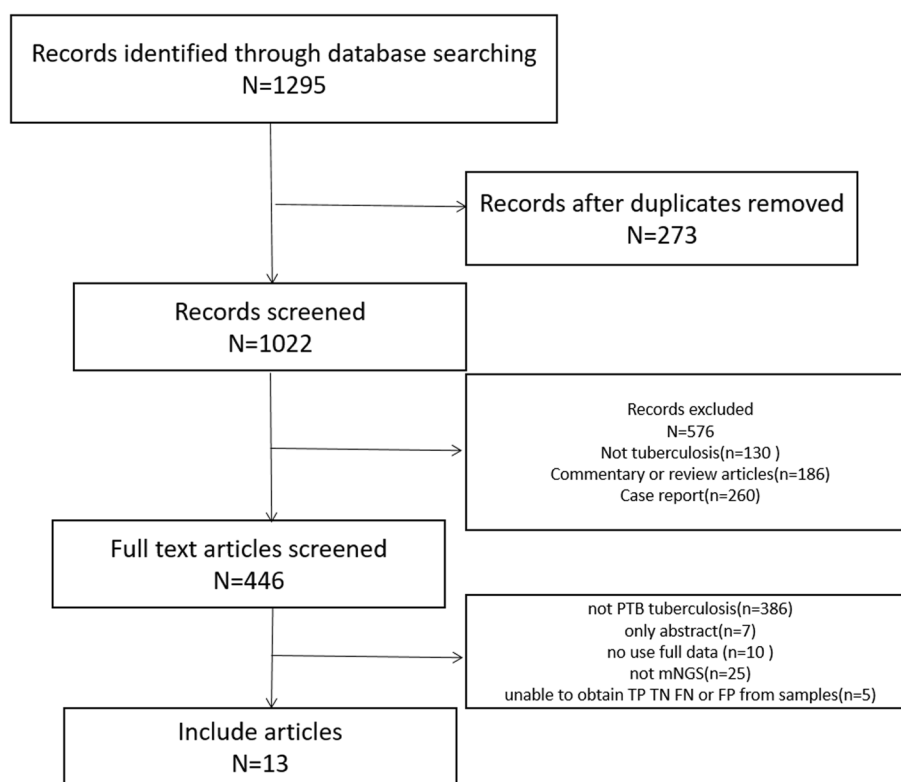 Records identified through database searching
N=1295
Records after duplicates removed
N=273
Records screened
N=1022
Records excluded
N=576
Not tuberculosis(n=130 )
Commentary or review articles(n=186)
Case report(n=260)
Full text articles screened
N=446
not PTB tuberculosis(n=386)
only abstract(n=7)
no use full data (n=10 )
not mNGS(n=25)
unable to obtain TP TN FN or FP from samples(n=5)
Include articles
N=13